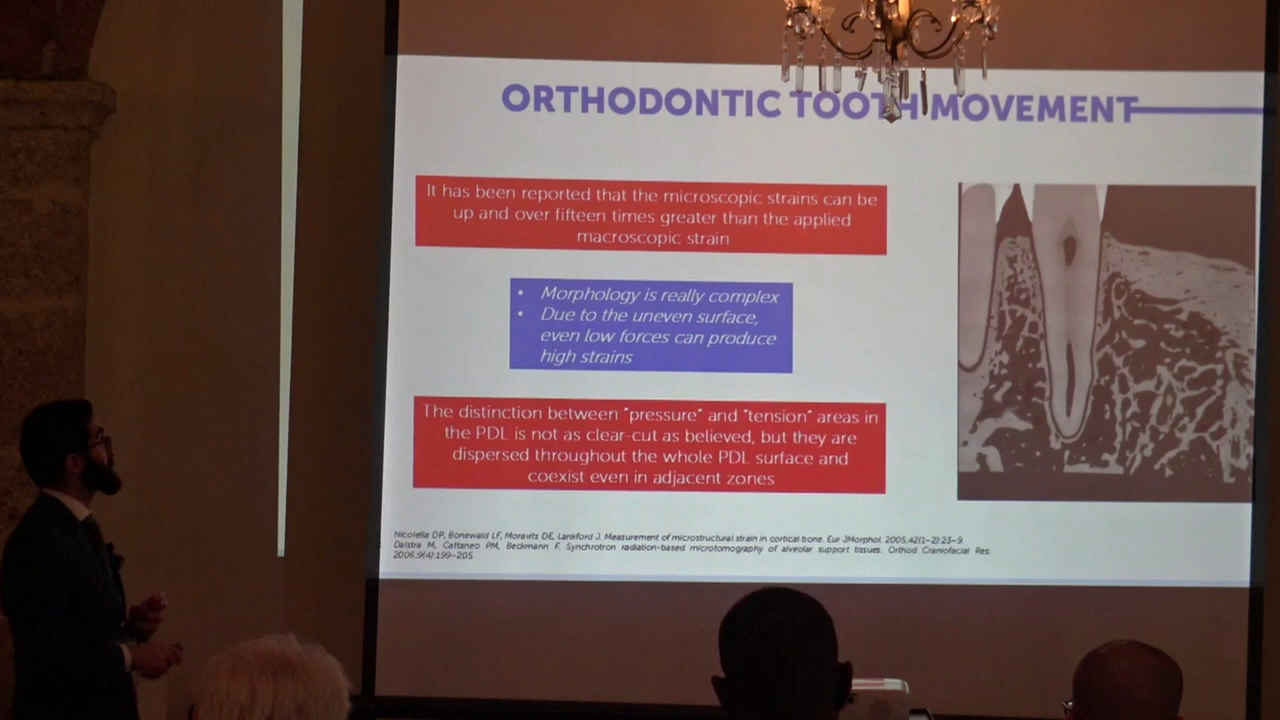 ORTHODONTIC TOOTH MOVEMENT
It has been reported that the microscopic strains can be
up and over fifteen times greater than the applied
macroscopic strain
• Morphology is really complex
• Due to the uneven surface,
even low forces can produce
high strains
The distinction between "pressure" and "tension" areas in
the PDL is not as clear-cut as believed, but they are
dispersed throughout the whole PDL surface and
coexist even in adjacent zones
Nicolella DP, Bonewald LF, Moravits DE, Lankford J. Measurement of microstructural strain in cortical bone. Eur JMorphol. 2005;42(1-2):23-9.
Dalstra M, Cattaneo PM, Beckmann F. Synchrotron radiation-based microtomography of alveolar support tissues. Orthod Craniofacial Res.
2006;9(4):199-205